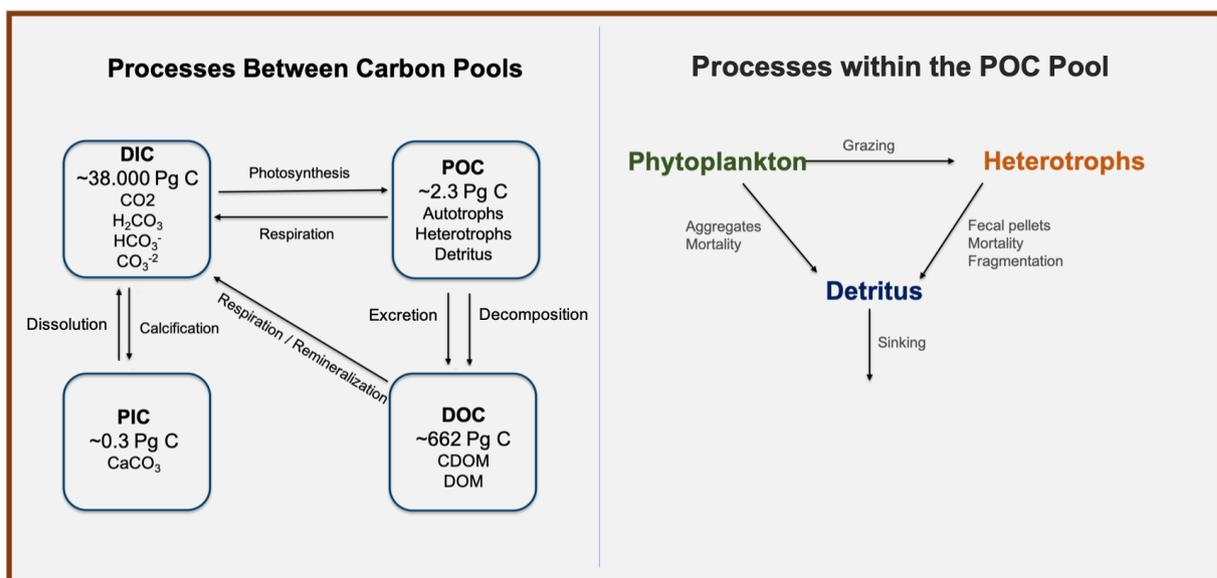 Processes Between Carbon Pools
DIC
~38.000 Pg C
CO2
H₂CO₃
HCO₃⁻
CO₃⁻²
Photosynthesis
Respiration
POC
~2.3 Pg C
Autotrophs
Heterotrophs
Detritus
Dissolution
Calcification
Respiration / Remineralization
Excretion
Decomposition
PIC
~0.3 Pg C
CaCO₃
DOC
~662 Pg C
CDOM
DOM
Processes within the POC Pool
Phytoplankton
Grazing
Heterotrophs
Aggregates
Mortality
Fecal pellets
Mortality
Fragmentation
Detritus
Sinking